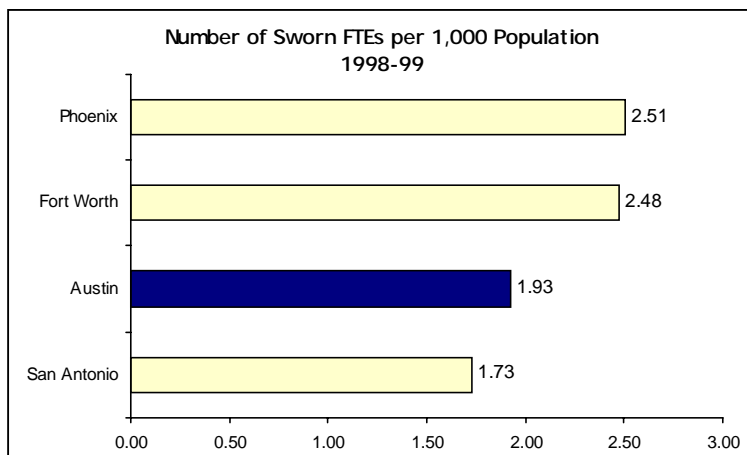 Number of Sworn FTEs per 1,000 Population
1998-99
Phoenix 2.51
Fort Worth 2.48
Austin 1.93
San Antonio 1.73
0.00 0.50 1.00 1.50 2.00 2.50 3.00